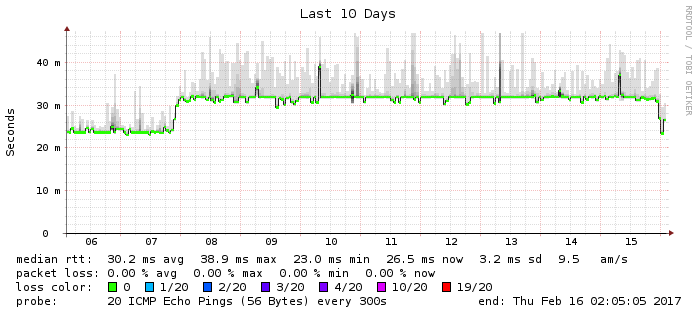 Last 10 Days
RRDTOOL / TOBI OETIKER
Seconds
40 m
30 m
20 m
10 m
0
06 07 08 09 10 11 12 13 14 15
median rtt: 30.2 ms avg 38.9 ms max 23.0 ms min 26.5 ms now 3.2 ms sd 9.5 am/s
packet loss: 0.00 % avg 0.00 % max 0.00 % min 0.00 % now
loss color: 0 1/20 2/20 3/20 4/20 10/20 19/20
probe: 20 ICMP Echo Pings (56 Bytes) every 300s end: Thu Feb 16 02:05:05 2017